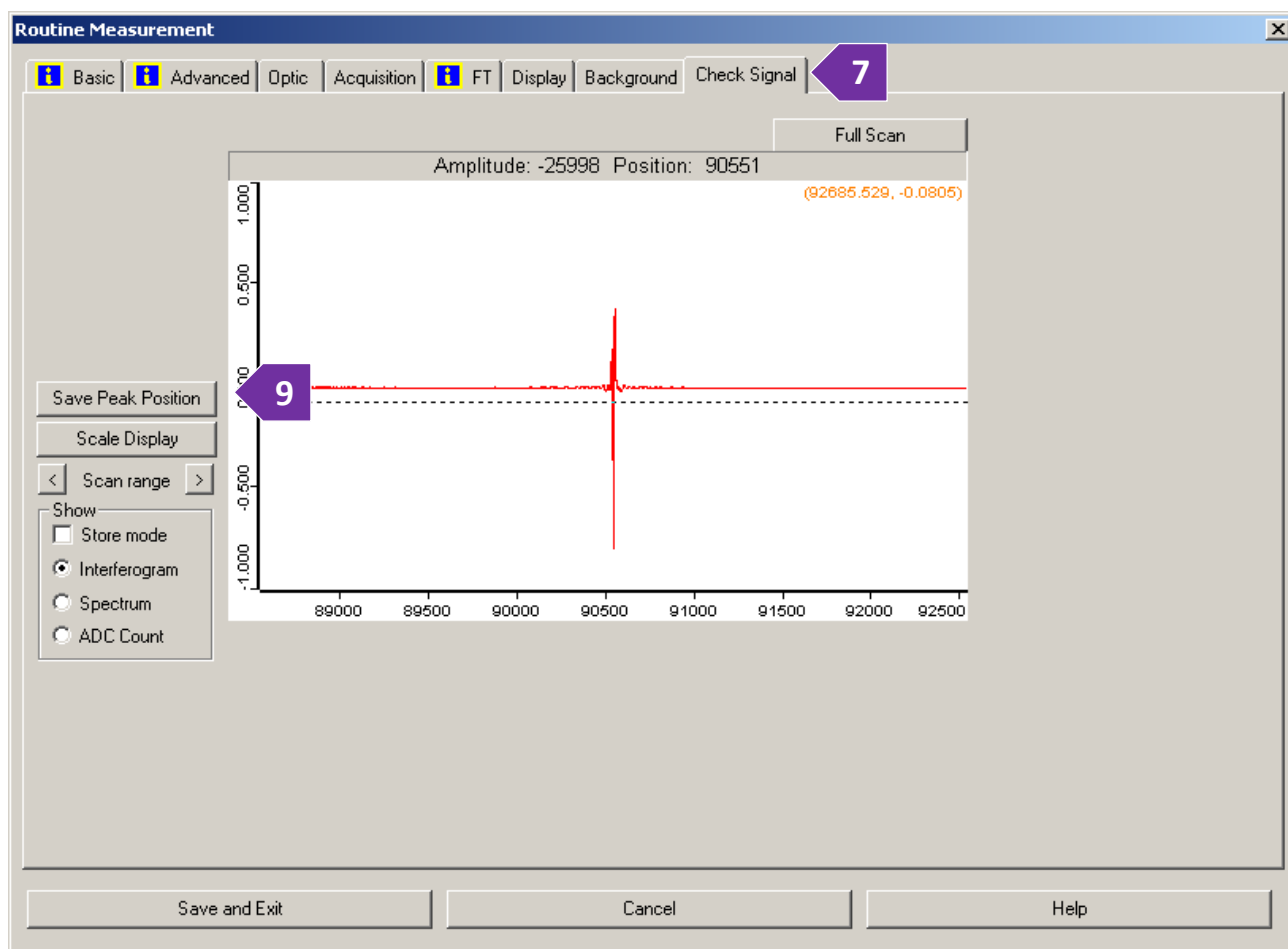 Routine Measurement
i Basic i Advanced Optic Acquisition i FT Display Background Check Signal 7
Full Scan
Amplitude: -25998 Position: 90551
(92685.529, -0.0805)
1.000
0.500
-0.500
-1.000
89000 89500 90000 90500 91000 91500 92000 92500
Save Peak Position 9
Scale Display
< Scan range >
Show
Store mode
Interferogram
Spectrum
ADC Count
Save and Exit Cancel Help